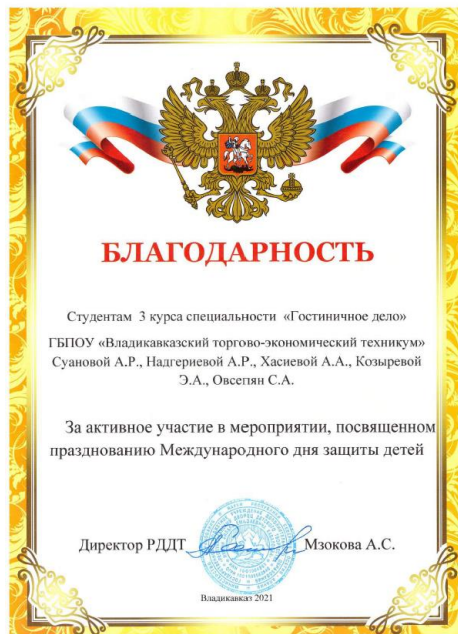 БЛАГОДАРНОСТЬ
Студентам 3 курса специальности «Гостиничное дело»
ГБПОУ «Владикавказский торгово-экономический техникум»
Суановой А.Р., Надгериевой А.Р., Хасиевой А.А., Козыревой
Э.А., Овсепян С.А.
За активное участие в мероприятии, посвященном
празднованию Международного дня защиты детей
Директор РДДТ Мзокова А.С.
Владикавказ 2021